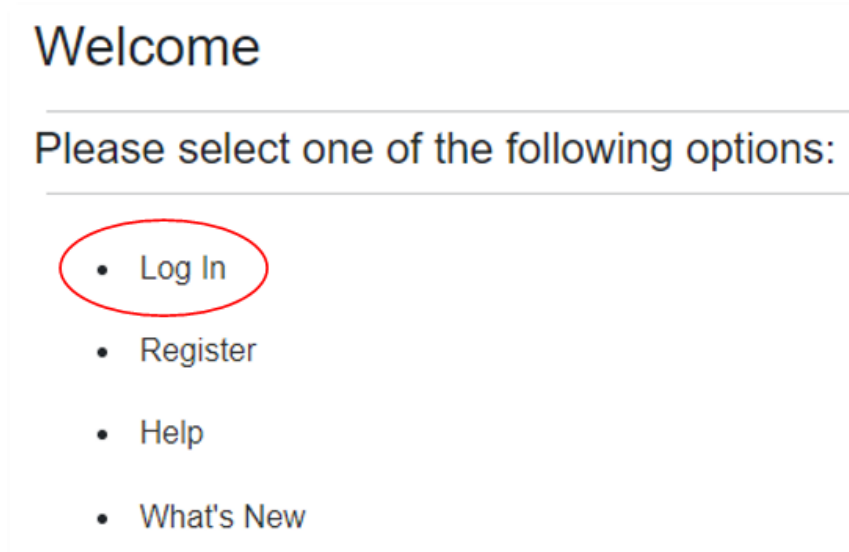 Welcome
Please select one of the following options:
• Log In
• Register
• Help
• What's New